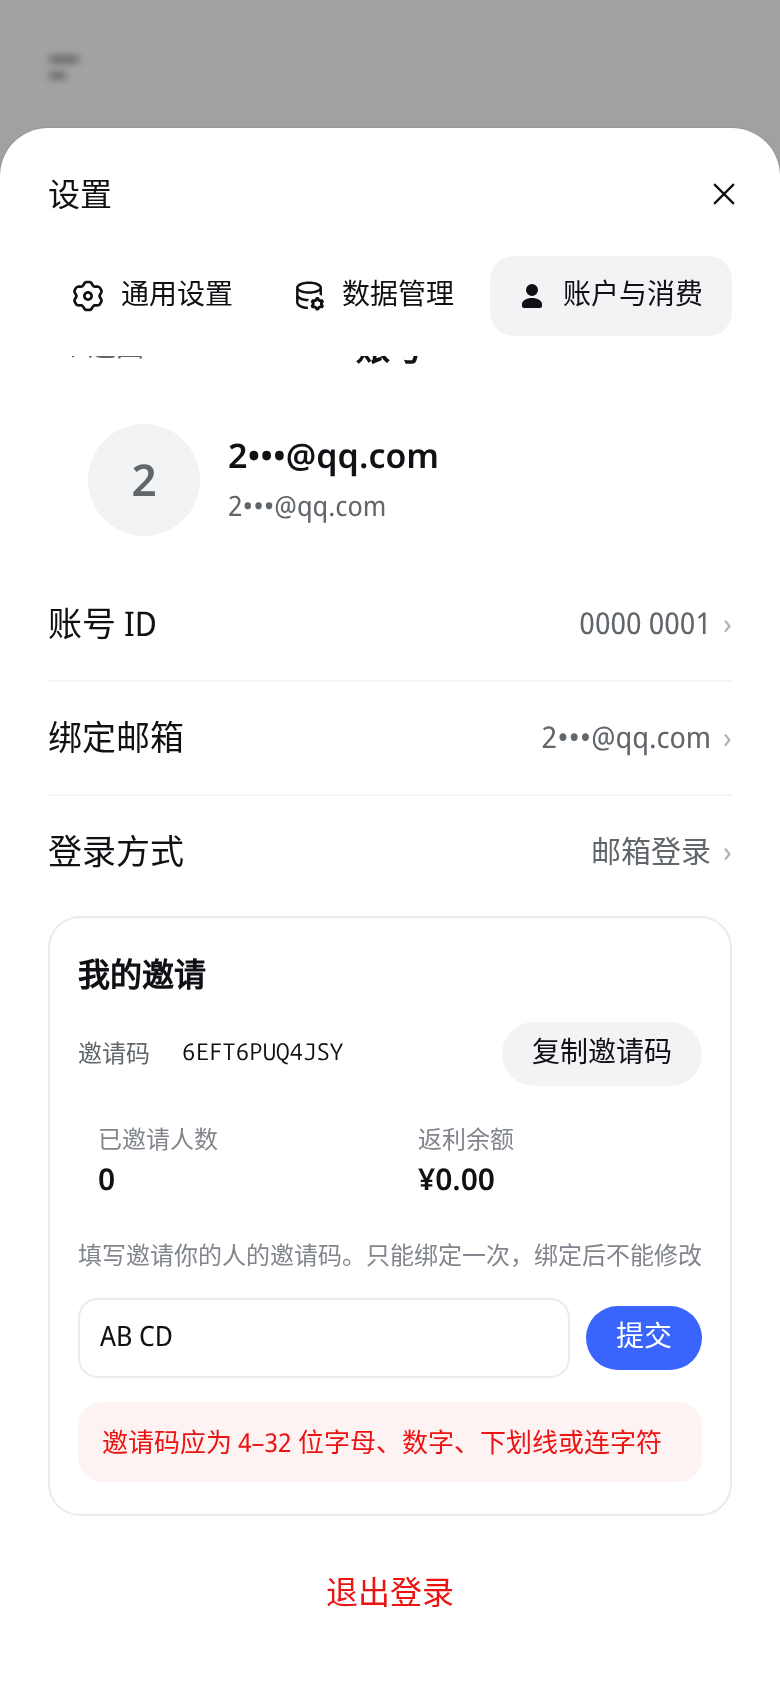 设置
通用设置
数据管理
账户与消费
账号
2
2•••@qq.com
2•••@qq.com
账号 ID
0000 0001 ›
绑定邮箱
2•••@qq.com ›
登录方式
邮箱登录 ›
我的邀请
邀请码 6EFT6PUQ4JSY
复制邀请码
已邀请人数
返利余额
0
¥0.00
填写邀请你的人的邀请码。只能绑定一次，绑定后不能修改
AB CD
提交
邀请码应为 4–32 位字母、数字、下划线或连字符
退出登录